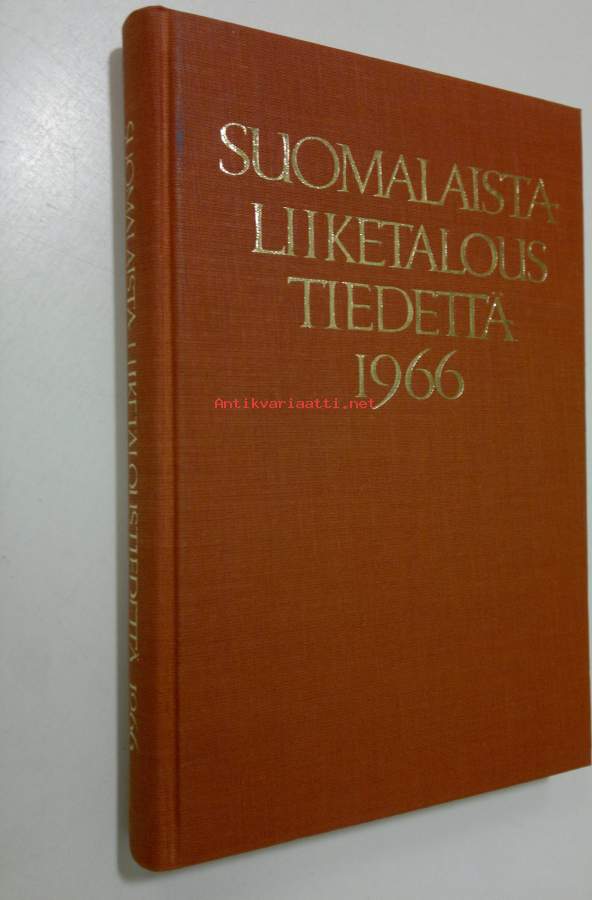 SUOMALAISTA
LIIKETALOUS
TIEDETTÄ
1966
Antikvariaatti.net
SUOMALAISTA LIIKETALOUSTIEDETTÄ 1966